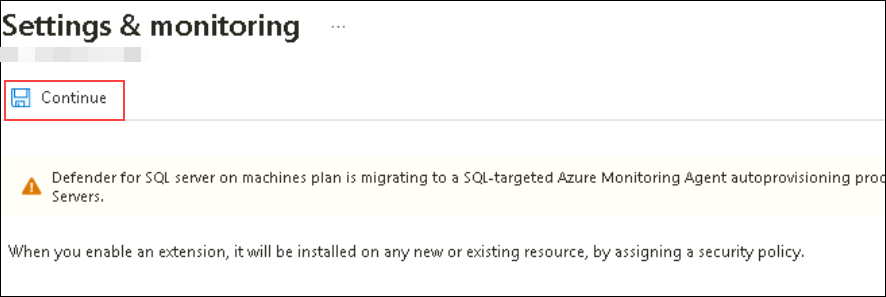 Settings & monitoring ...
Continue
Defender for SQL server on machines plan is migrating to a SQL-targeted Azure Monitoring Agent autoprovisioning
Servers.
When you enable an extension, it will be installed on any new or existing resource, by assigning a security policy.